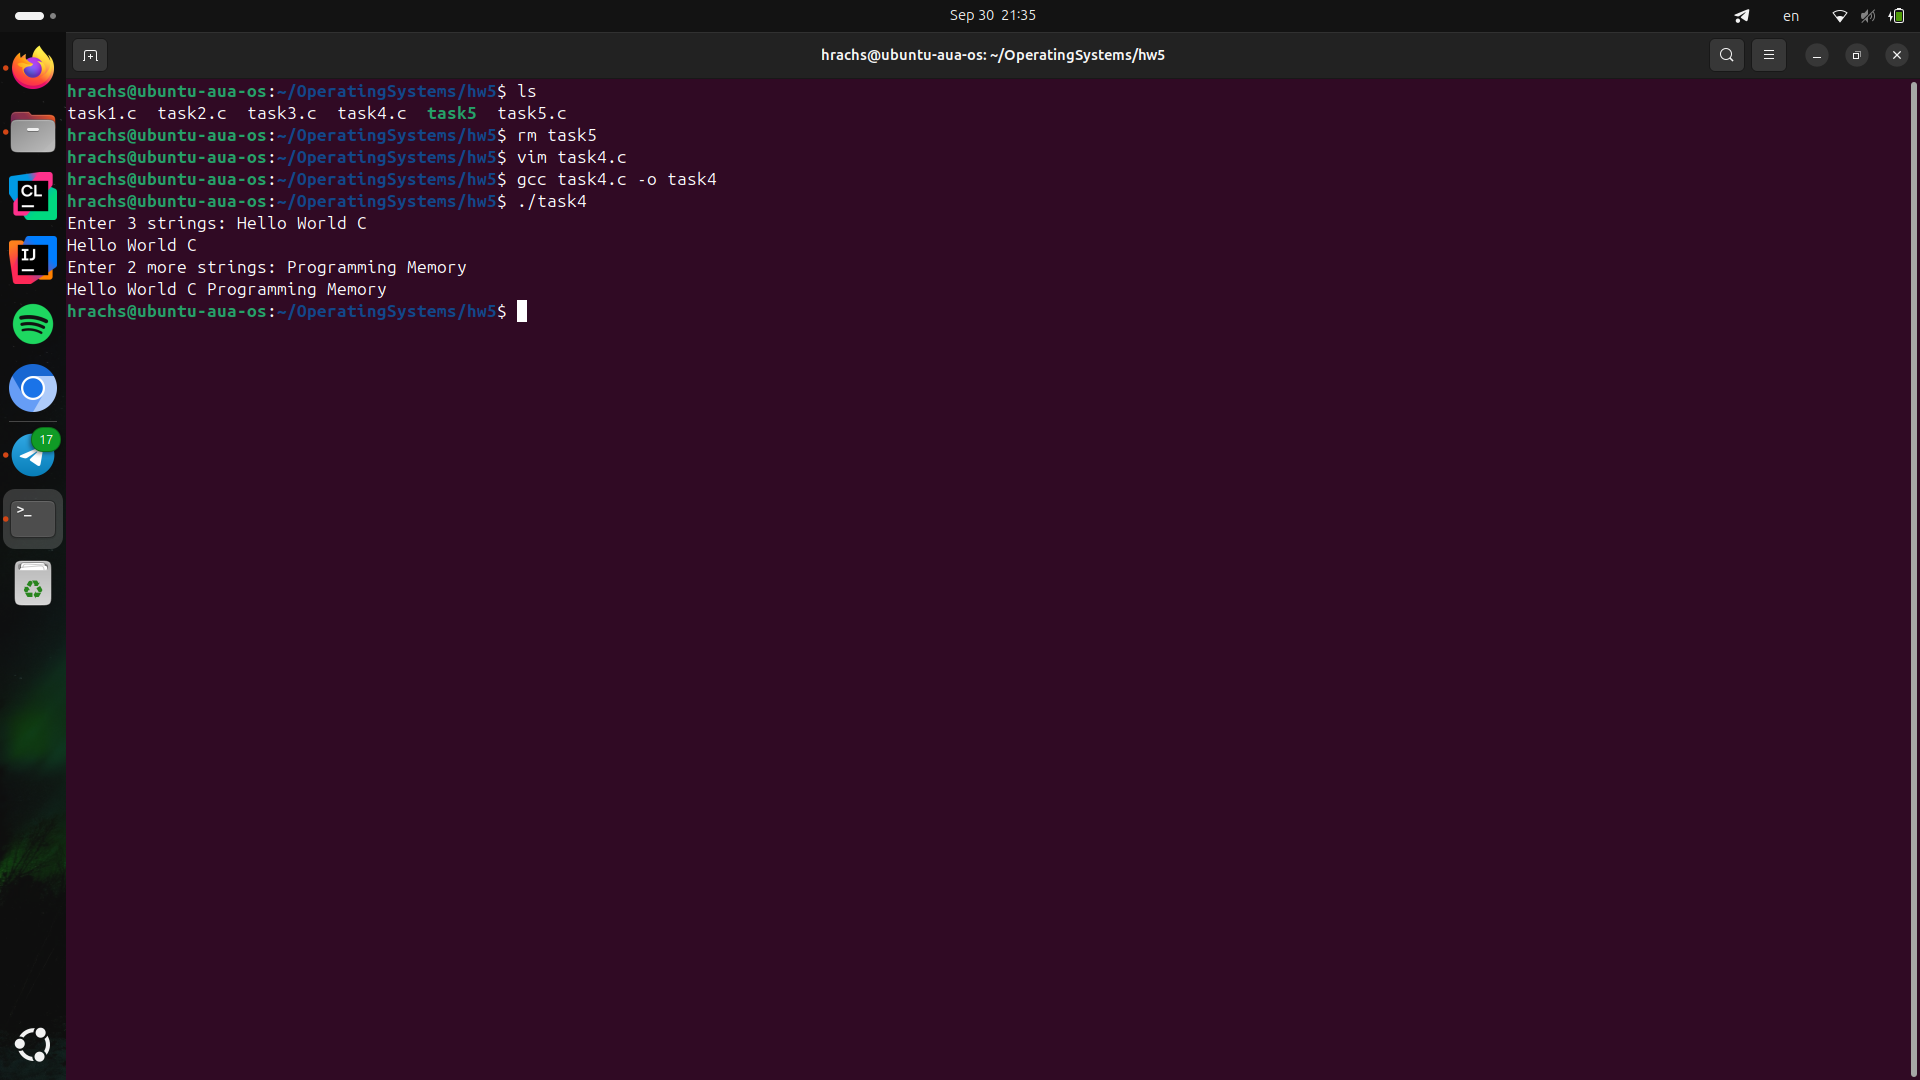 Sep 30 21:35
en
hrachs@ubuntu-aua-os: ~/OperatingSystems/hw5
hrachs@ubuntu-aua-os:~/OperatingSystems/hw5$ ls
task1.c  task2.c  task3.c  task4.c  task5  task5.c
hrachs@ubuntu-aua-os:~/OperatingSystems/hw5$ rm task5
hrachs@ubuntu-aua-os:~/OperatingSystems/hw5$ vim task4.c
hrachs@ubuntu-aua-os:~/OperatingSystems/hw5$ gcc task4.c -o task4
hrachs@ubuntu-aua-os:~/OperatingSystems/hw5$ ./task4
Enter 3 strings: Hello World C
Hello World C
Enter 2 more strings: Programming Memory
Hello World C Programming Memory
hrachs@ubuntu-aua-os:~/OperatingSystems/hw5$
CL
IJ
17
>_